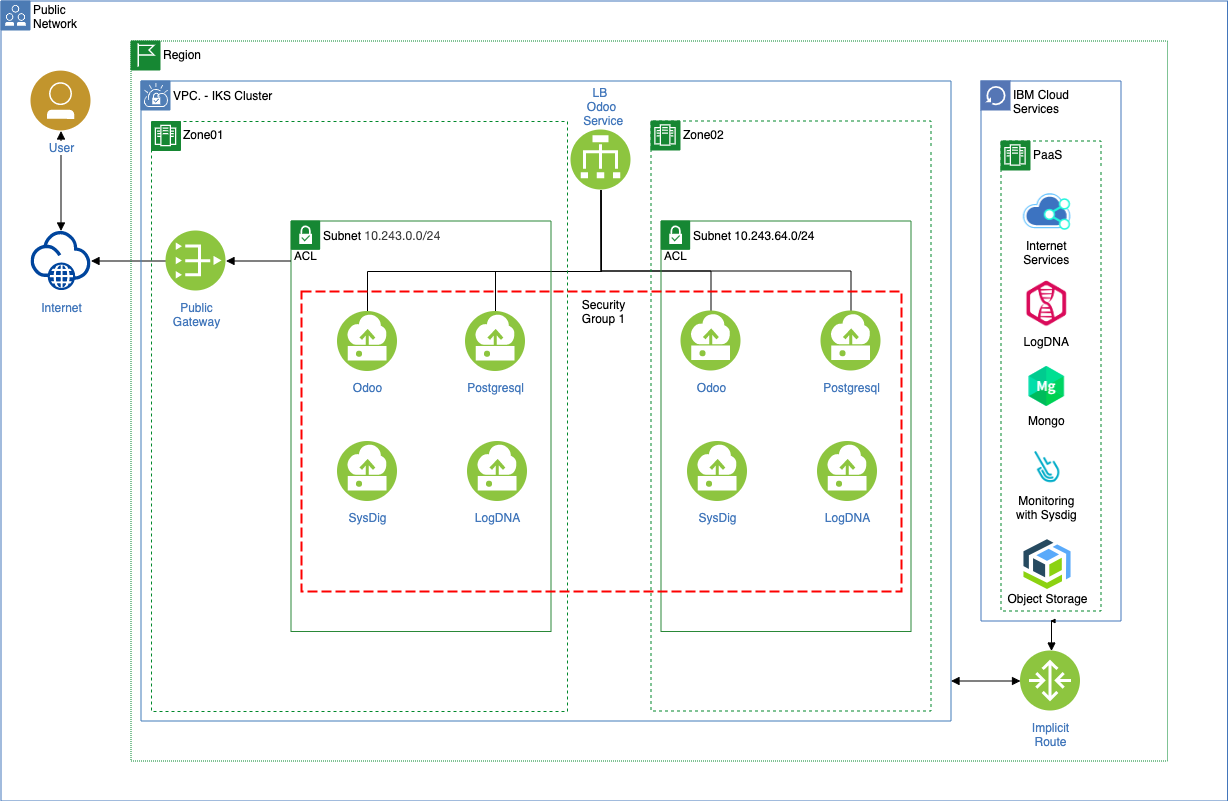 Public
Network
Region
VPC. - IKS Cluster
LB
Odoo
Service
IBM Cloud
Services
Zone01
Zone02
PaaS
User
Subnet 10.243.0.0/24
ACL
Subnet 10.243.64.0/24
ACL
Internet
Services
Internet
Public
Gateway
Security
Group 1
LogDNA
Odoo
Postgresql
Odoo
Postgresql
Mg
Mongo
SysDig
LogDNA
SysDig
LogDNA
Monitoring
with Sysdig
Object Storage
Implicit
Route